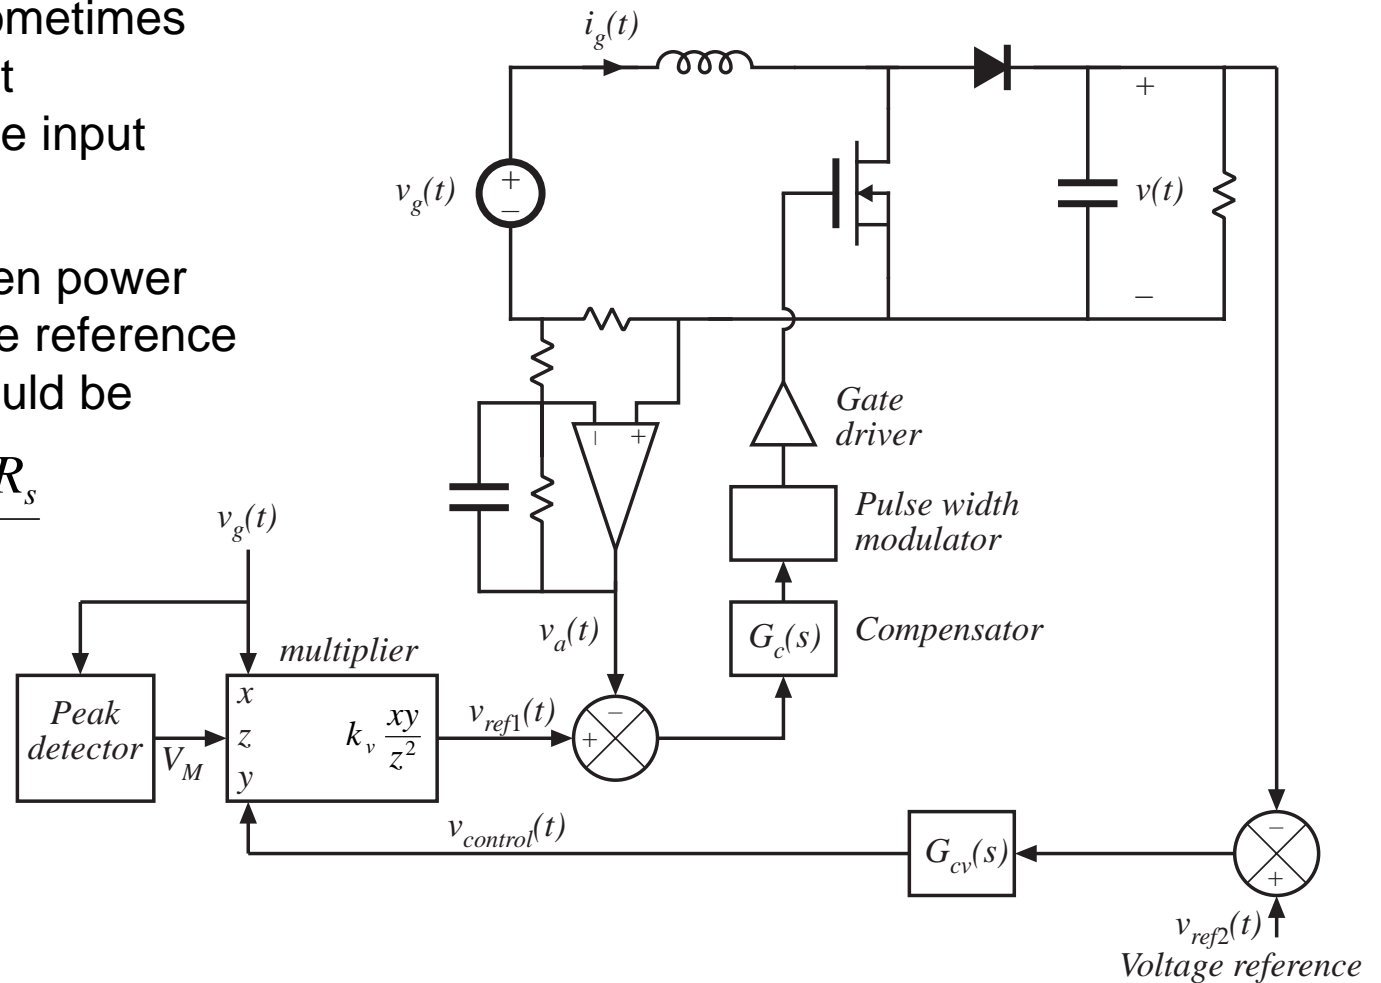 ometimes
t
e input
en power
e reference
ould be
R_s
i_g(t)
v_g(t)
+
−
+
v(t)
−
− +
Gate
driver
Pulse width
modulator
G_c(s)
Compensator
v_a(t)
v_g(t)
multiplier
Peak
detector
V_M
x
z
y
k_v xy/z^2
v_ref1(t)
−
+
v_control(t)
G_cv(s)
−
+
v_ref2(t)
Voltage reference